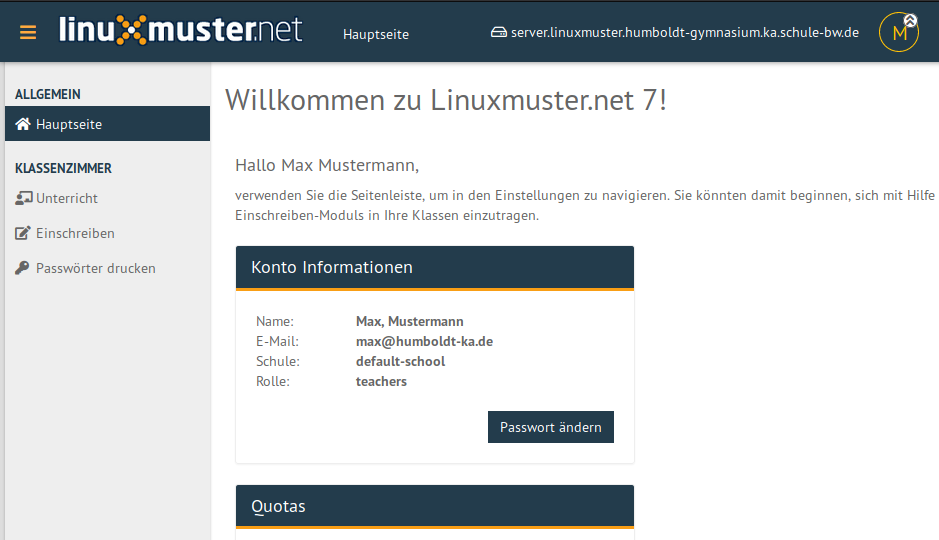 linuxmuster.net
Hauptseite
server.linuxmuster.humboldt-gymnasium.ka.schule-bw.de
M
ALLGEMEIN
Hauptseite
KLASSENZIMMER
Unterricht
Einschreiben
Passwörter drucken
Willkommen zu Linuxmuster.net 7!
Hallo Max Mustermann,
verwenden Sie die Seitenleiste, um in den Einstellungen zu navigieren. Sie könnten damit beginnen, sich mit Hilfe
Einschreiben-Moduls in Ihre Klassen einzutragen.
Konto Informationen
Name: Max, Mustermann
E-Mail: max@humboldt-ka.de
Schule: default-school
Rolle: teachers
Passwort ändern
Quotas